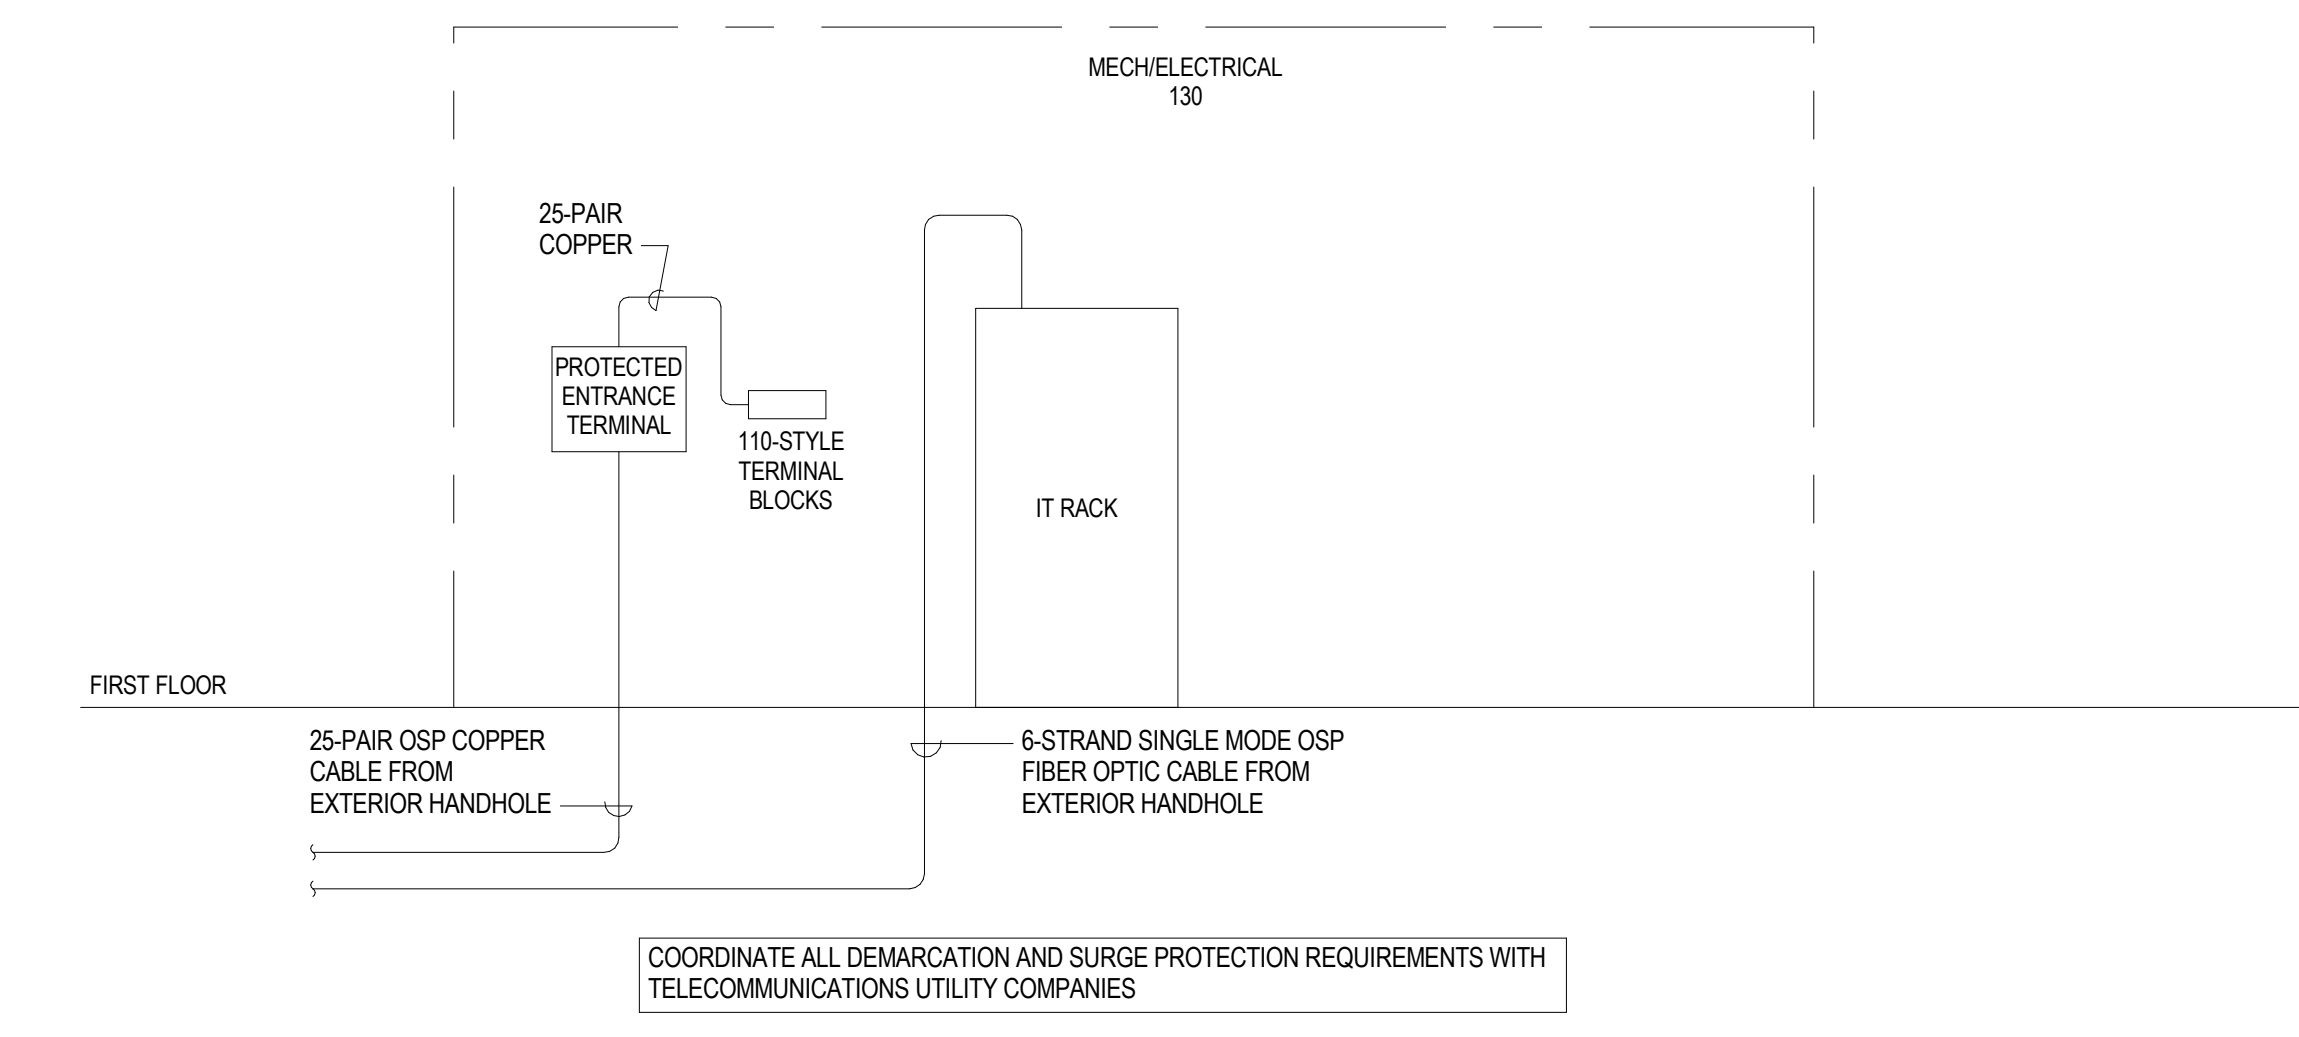 MECH/ELECTRICAL
130
25-PAIR
COPPER
PROTECTED
ENTRANCE
TERMINAL
110-STYLE
TERMINAL
BLOCKS
IT RACK
FIRST FLOOR
25-PAIR OSP COPPER
CABLE FROM
EXTERIOR HANDHOLE
6-STRAND SINGLE MODE OSP
FIBER OPTIC CABLE FROM
EXTERIOR HANDHOLE
COORDINATE ALL DEMARCATION AND SURGE PROTECTION REQUIREMENTS WITH
TELECOMMUNICATIONS UTILITY COMPANIES